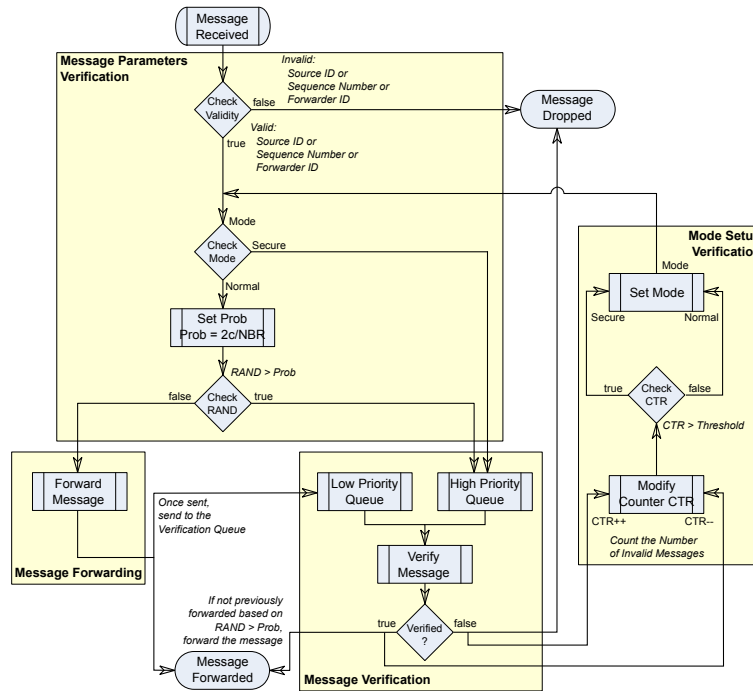 Message
Received
Message Parameters
Verification
Invalid:
Source ID or
Sequence Number or
Forwarder ID
Check
Validity
false
Message
Dropped
true
Valid:
Source ID or
Sequence Number or
Forwarder ID
Mode
Check
Mode
Secure
Normal
Set Prob
Prob = 2c/NBR
RAND > Prob
false
Check
RAND
true
Mode Setu
Verificatio
Mode
Set Mode
Secure
Normal
true
Check
CTR
false
CTR > Threshold
Modify
Counter CTR
CTR++
CTR--
Count the Number
of Invalid Messages
Forward
Message
Message Forwarding
Once sent,
send to the
Verification Queue
Low Priority
Queue
High Priority
Queue
Verify
Message
If not previously
forwarded based on
RAND > Prob,
forward the message
true
Verified
?
false
Message
Forwarded
Message Verification